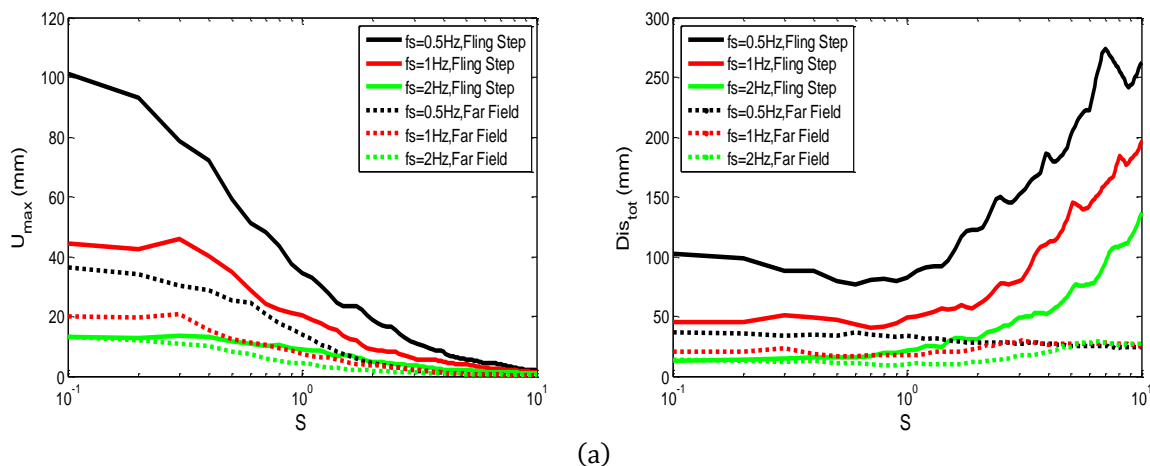 120
100
80
60
40
20
0
U_max (mm)
10^-1
10^0
10^1
S
fs=0.5Hz,Fling Step
fs=1Hz,Fling Step
fs=2Hz,Fling Step
fs=0.5Hz,Far Field
fs=1Hz,Far Field
fs=2Hz,Far Field
300
250
200
150
100
50
0
Dis_tot (mm)
10^-1
10^0
10^1
S
fs=0.5Hz,Fling Step
fs=1Hz,Fling Step
fs=2Hz,Fling Step
fs=0.5Hz,Far Field
fs=1Hz,Far Field
fs=2Hz,Far Field
(a)